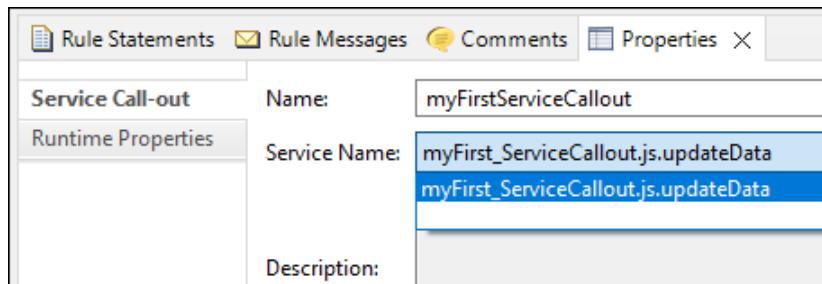 Rule Statements Rule Messages Comments Properties
Service Call-out Name: myFirstServiceCallout
Runtime Properties Service Name: myFirst_ServiceCallout.js.updateData
myFirst_ServiceCallout.js.updateData
Description: